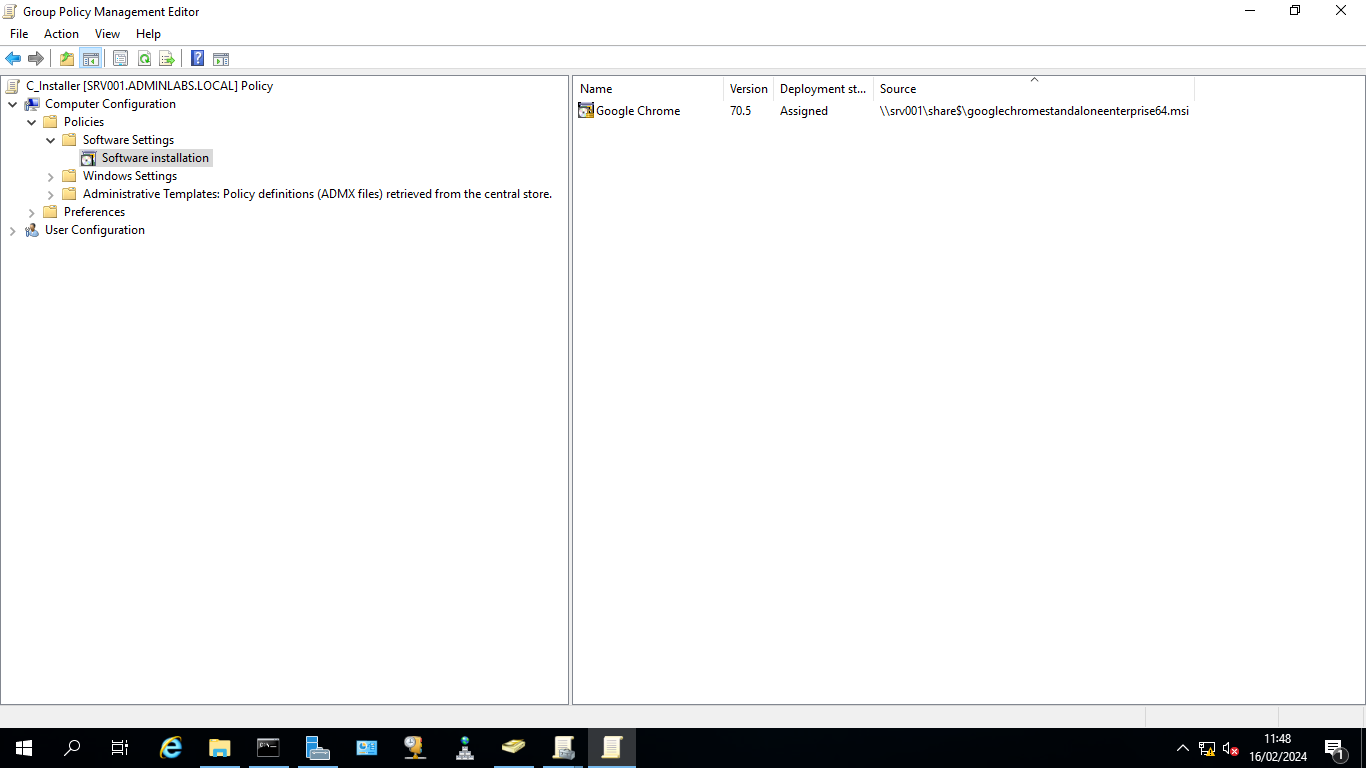 Group Policy Management Editor
File Action View Help
C_Installer [SRV001.ADMINLABS.LOCAL] Policy
Computer Configuration
Policies
Software Settings
Software installation
Windows Settings
Administrative Templates: Policy definitions (ADMX files) retrieved from the central store.
Preferences
User Configuration
Name Version Deployment st... Source
Google Chrome 70.5 Assigned \\srv001\share$\googlechromestandaloneenterprise64.msi
11:48
16/02/2024
1